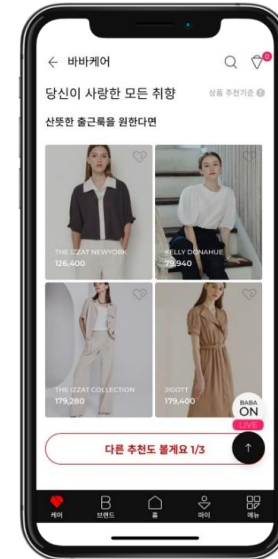 바바케어
0
당신이 사랑한 모든 취향
상품 추천기준 ?
산뜻한 출근룩을 원한다면
THE IZZAT NEWYORK
126,400
KELLY DONAHUE
79,940
THE IZZAT COLLECTION
179,280
JIGOTT
179,400
BABA
ON
LIVE
다른 추천도 볼게요 1/3
케어
브랜드
홈
마이
메뉴